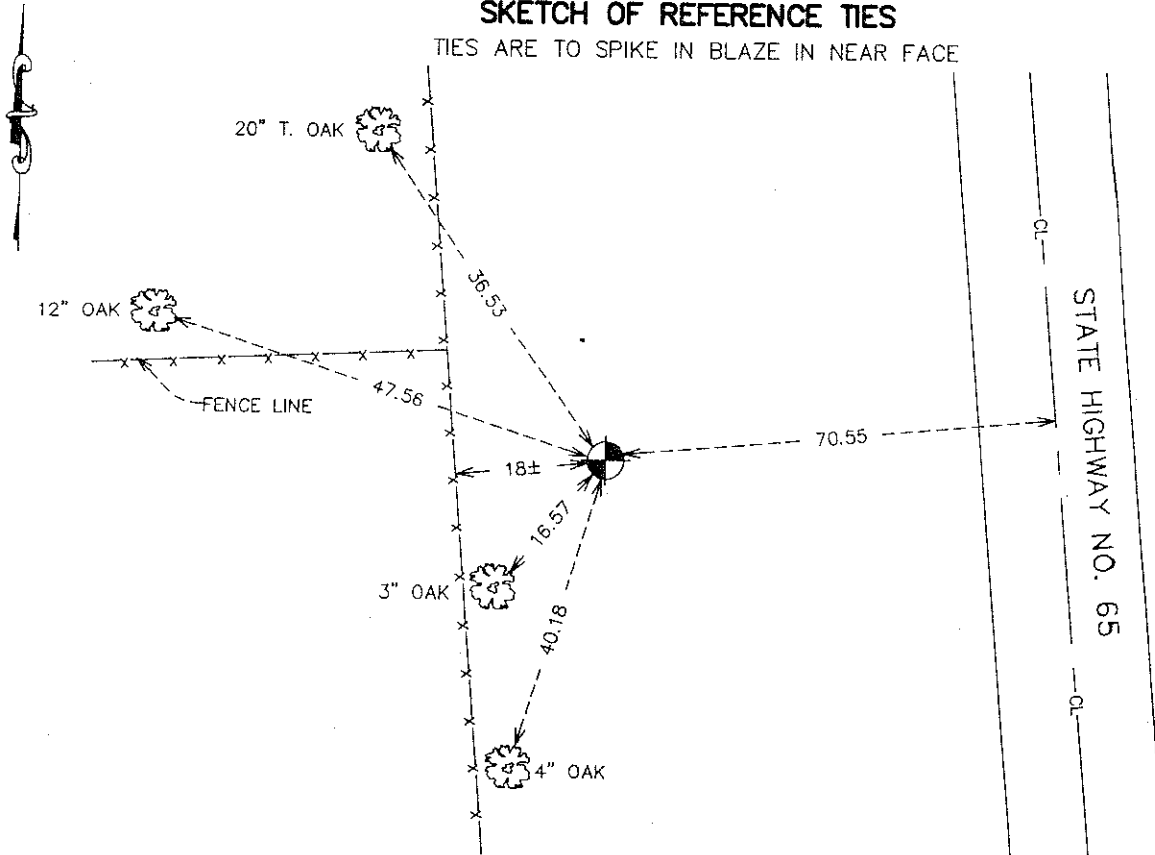 SKETCH OF REFERENCE TIES
TIES ARE TO SPIKE IN BLAZE IN NEAR FACE
20" T. OAK
36.53
12" OAK
47.56
FENCE LINE
18±
70.55
16.57
3" OAK
40.18
4" OAK
CL
STATE HIGHWAY NO. 65
CL